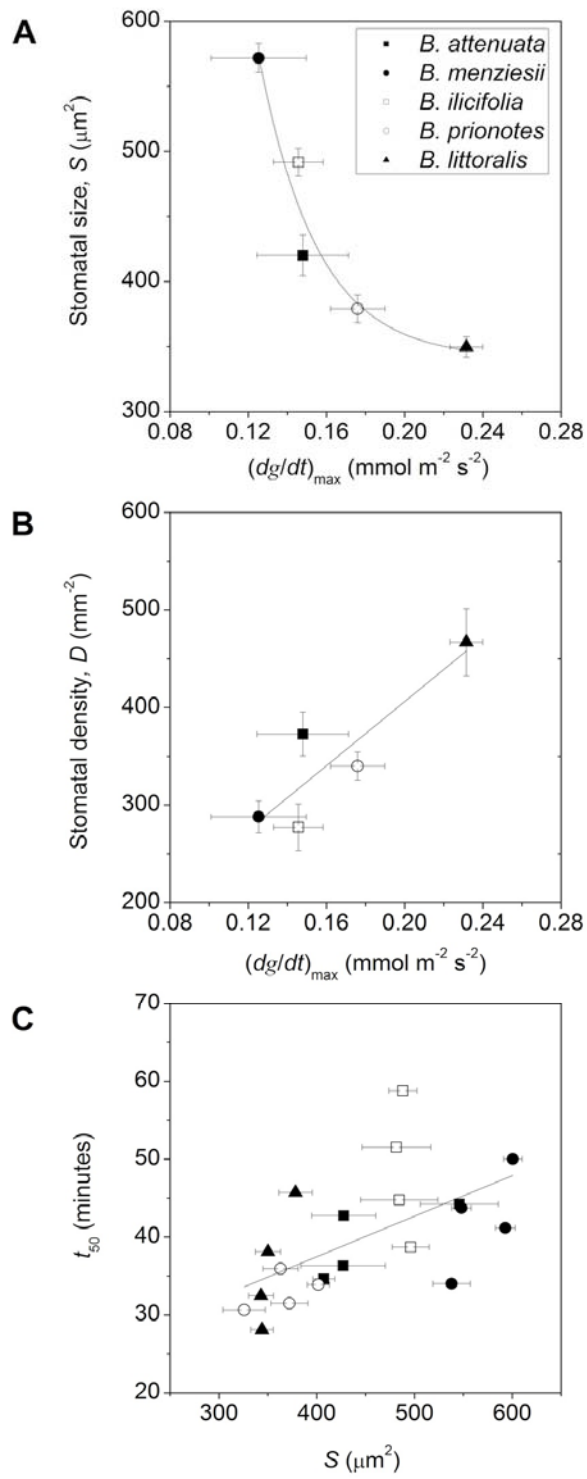 A
600
500
400
300
Stomatal size, S (μm²)
B. attenuata
B. menziesii
B. ilicifolia
B. prionotes
B. littoralis
0.08 0.12 0.16 0.20 0.24 0.28
(dg/dt)max (mmol m⁻² s⁻²)
B
600
500
400
300
200
Stomatal density, D (mm⁻²)
0.08 0.12 0.16 0.20 0.24 0.28
(dg/dt)max (mmol m⁻² s⁻²)
C
70
60
50
40
30
20
t₅₀ (minutes)
300 400 500 600
S (μm²)